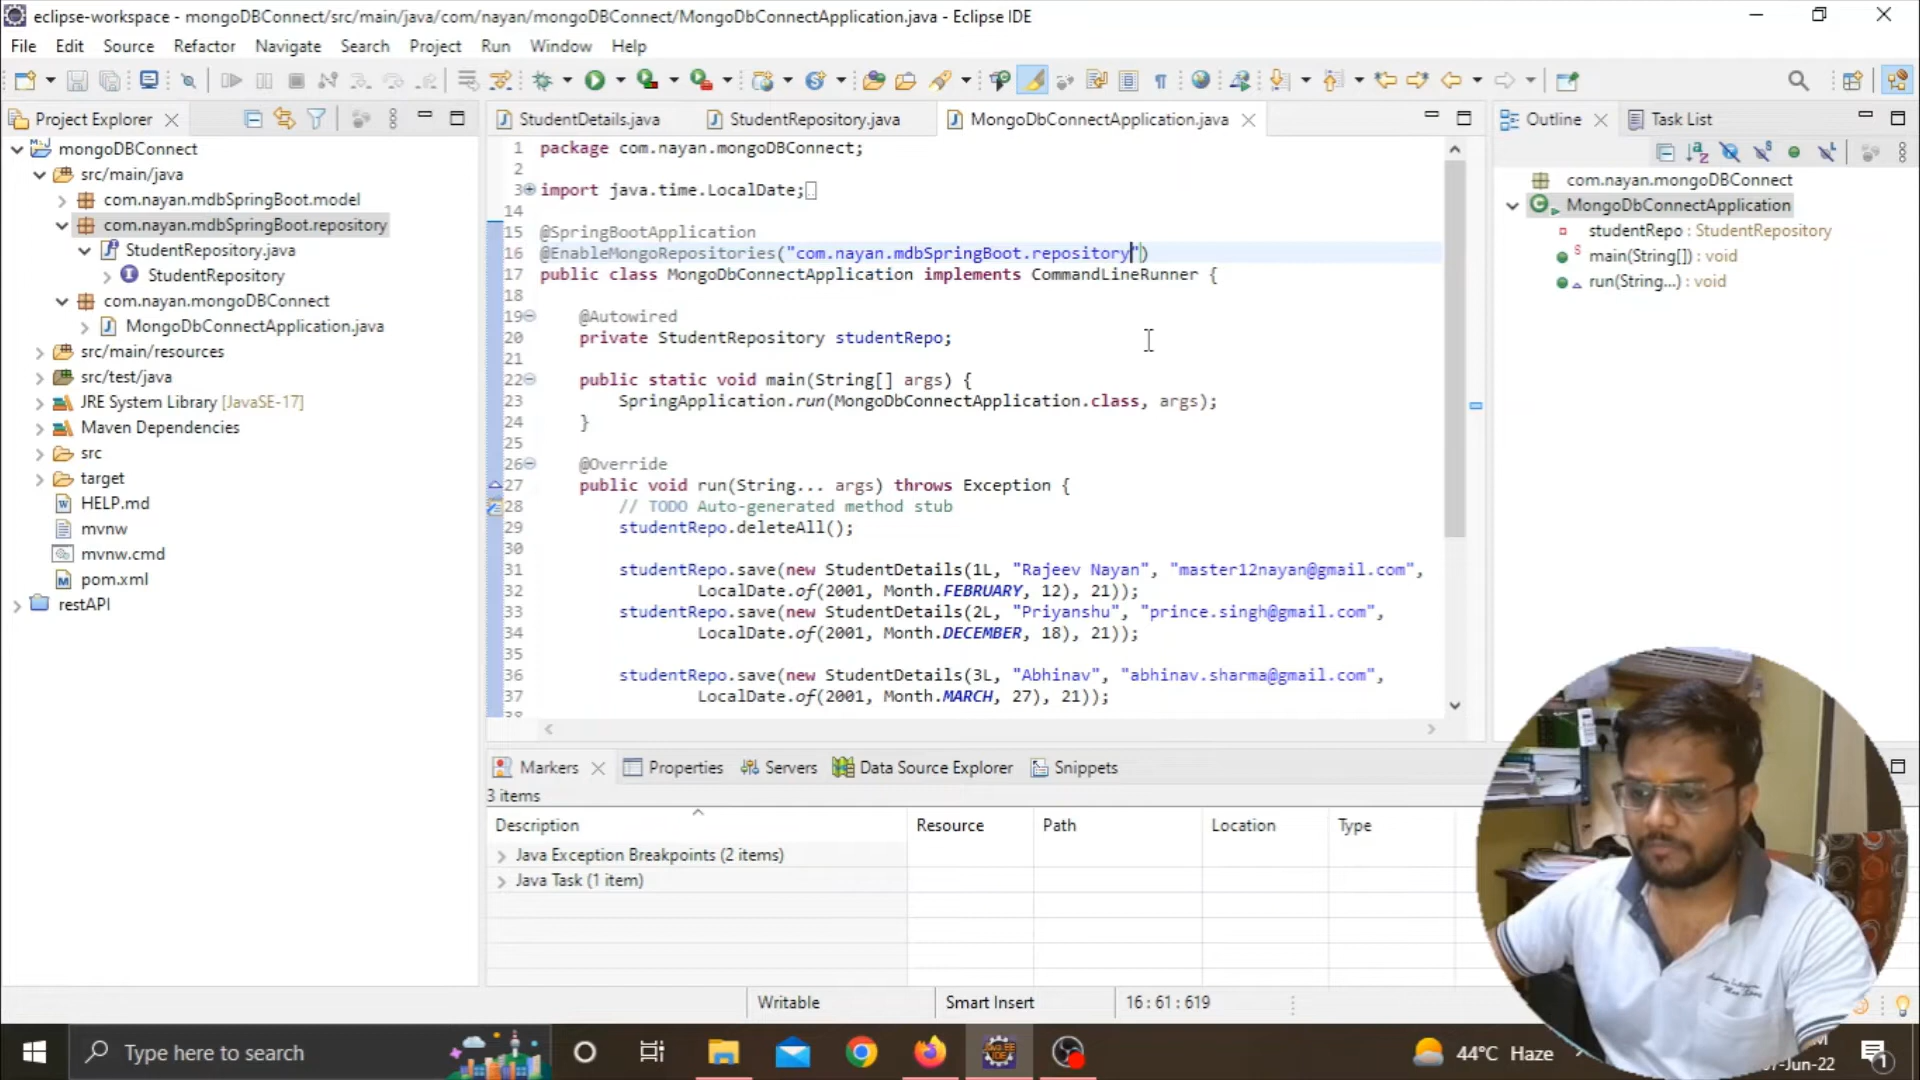 eclipse-workspace - mongoDBConnect/src/main/java/com/nayan/mongoDBConnect/MongoDbConnectApplication.java - Eclipse IDE
File Edit Source Refactor Navigate Search Project Run Window Help
Project Explorer
mongoDBConnect
src/main/java
com.nayan.mdbSpringBoot.model
com.nayan.mdbSpringBoot.repository
StudentRepository.java
StudentRepository
com.nayan.mongoDBConnect
MongoDbConnectApplication.java
src/main/resources
src/test/java
JRE System Library [JavaSE-17]
Maven Dependencies
src
target
HELP.md
mvnw
mvnw.cmd
pom.xml
restAPI
StudentDetails.java StudentRepository.java MongoDbConnectApplication.java
1 package com.nayan.mongoDBConnect;
2
3 import java.time.LocalDate;
14
15 @SpringBootApplication
16 @EnableMongoRepositories("com.nayan.mdbSpringBoot.repository")
17 public class MongoDbConnectApplication implements CommandLineRunner {
18
19 @Autowired
20 private StudentRepository studentRepo;
21
22 public static void main(String[] args) {
23 SpringApplication.run(MongoDbConnectApplication.class, args);
24 }
25
26 @Override
27 public void run(String... args) throws Exception {
28 // TODO Auto-generated method stub
29 studentRepo.deleteAll();
30
31 studentRepo.save(new StudentDetails(1L, "Rajeev Nayan", "master12nayan@gmail.com",
32 LocalDate.of(2001, Month.FEBRUARY, 12), 21));
33 studentRepo.save(new StudentDetails(2L, "Priyanshu", "prince.singh@gmail.com",
34 LocalDate.of(2001, Month.DECEMBER, 18), 21));
35
36 studentRepo.save(new StudentDetails(3L, "Abhinav", "abhinav.sharma@gmail.com",
37 LocalDate.of(2001, Month.MARCH, 27), 21));
38
Outline Task List
com.nayan.mongoDBConnect
MongoDbConnectApplication
studentRepo : StudentRepository
main(String[]) : void
run(String...) : void
Markers Properties Servers Data Source Explorer Snippets
3 items
Description Resource Path Location Type
Java Exception Breakpoints (2 items)
Java Task (1 item)
Writable Smart Insert 16 : 61 : 619
Type here to search
44°C Haze
-Jun-22
1